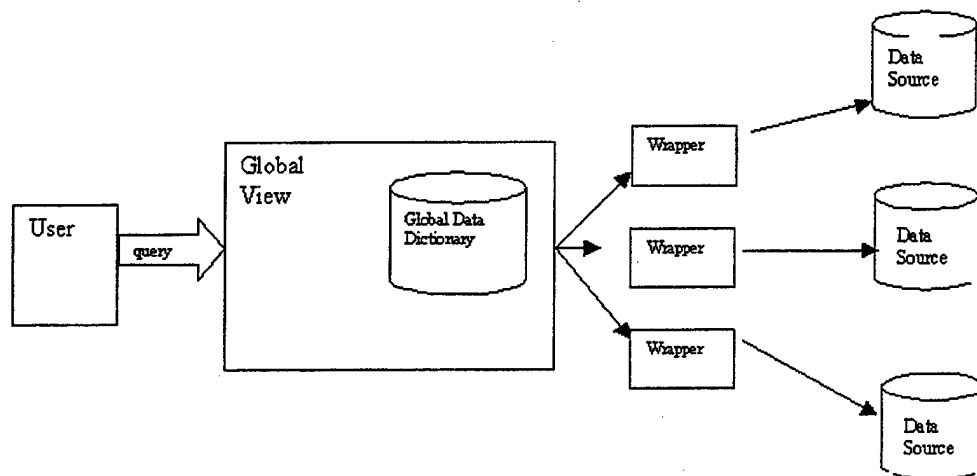 Data
Source
Wrapper
Global
View
Global Data
Dictionary
User
query
Wrapper
Data
Source
Wrapper
Data
Source